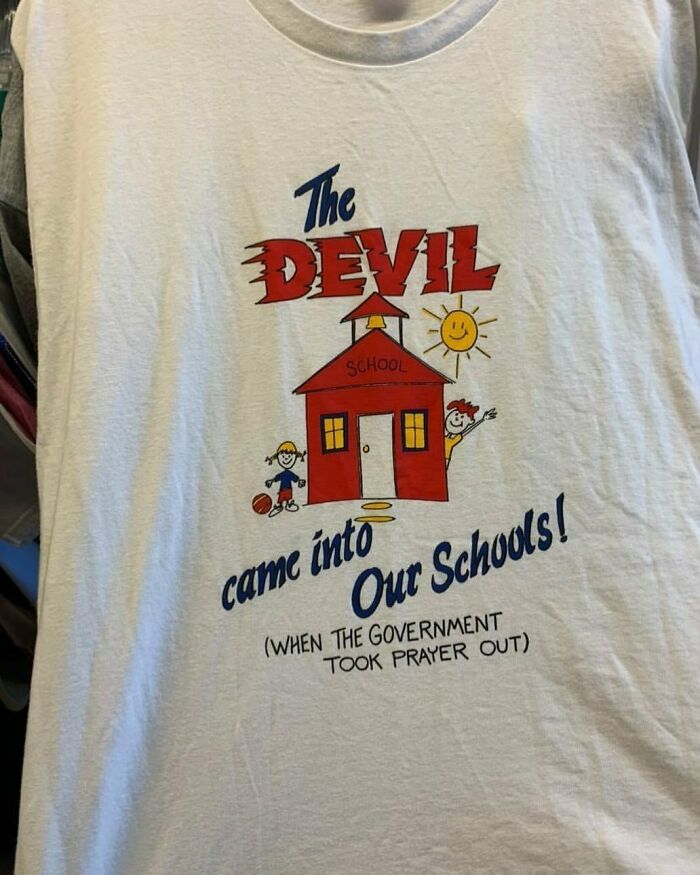 The
DEVIL
SCHOOL
came into
Our Schools!
(WHEN THE GOVERNMENT
TOOK PRAYER OUT)